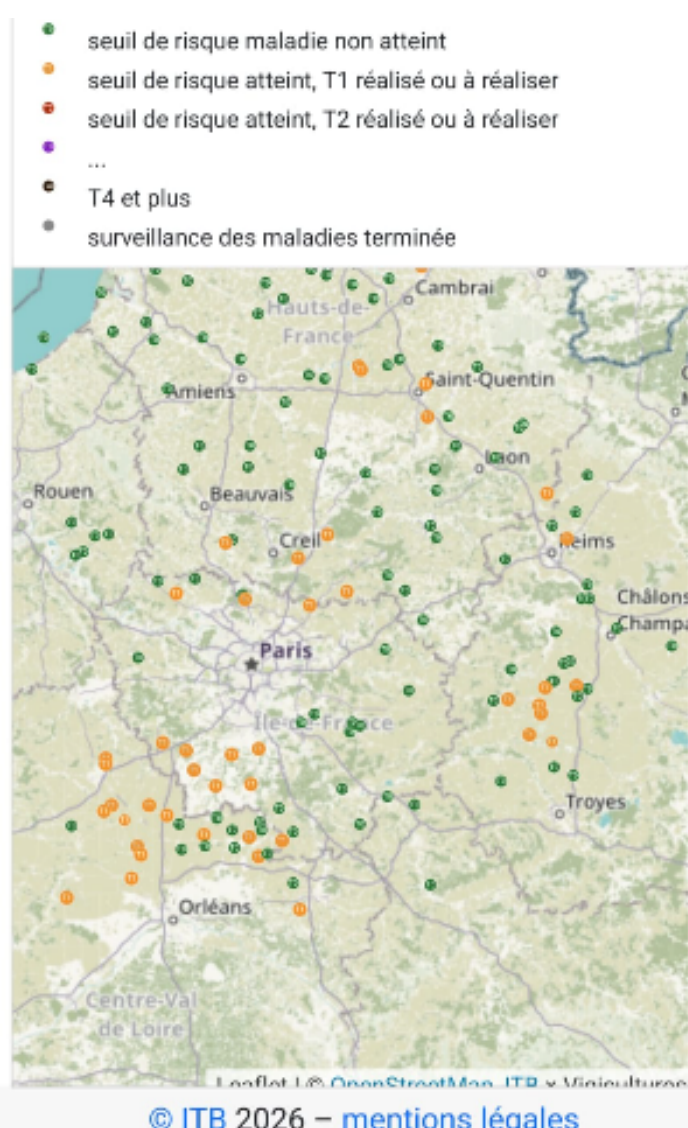 seuil de risque maladie non atteint
seuil de risque atteint, T1 réalisé ou à réaliser
seuil de risque atteint, T2 réalisé ou à réaliser
...
T4 et plus
surveillance des maladies terminée
Cambrai
Hauts-de-
France
Amiens
Saint-Quentin
Laon
Rouen
Beauvais
Creil
Reims
Châlons
Champa
Paris
Île-de-France
Troyes
Orléans
Centre-Val
de Loire
Leaflet | © OpenStreetMap, ITB x Vigicultures
© ITB 2026 – mentions légales